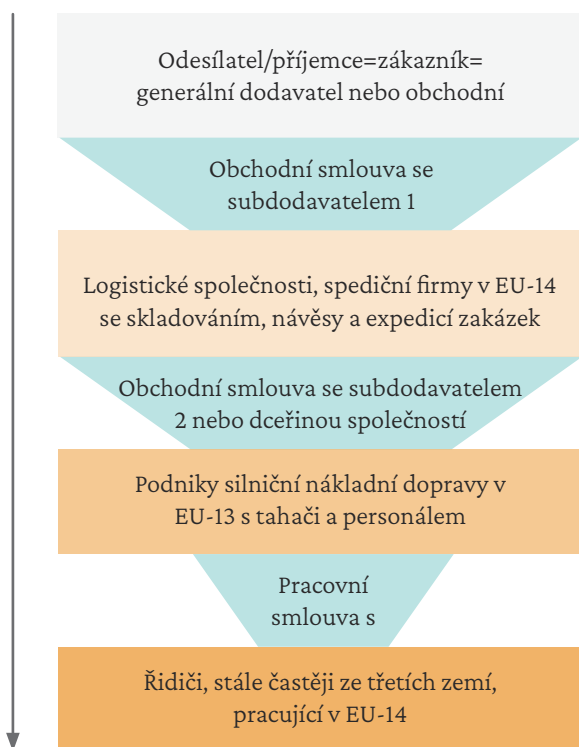 Odesílatel/příjemce=zákazník=
generální dodavatel nebo obchodní
Obchodní smlouva se
subdodavatelem 1
Logistické společnosti, spediční firmy v EU-14
se skladováním, návěsy a expedicí zakázek
Obchodní smlouva se subdodavatelem
2 nebo dceřinou společností
Podniky silniční nákladní dopravy v
EU-13 s tahači a personálem
Pracovní
smlouva s
Řidiči, stále častěji ze třetích zemí,
pracující v EU-14